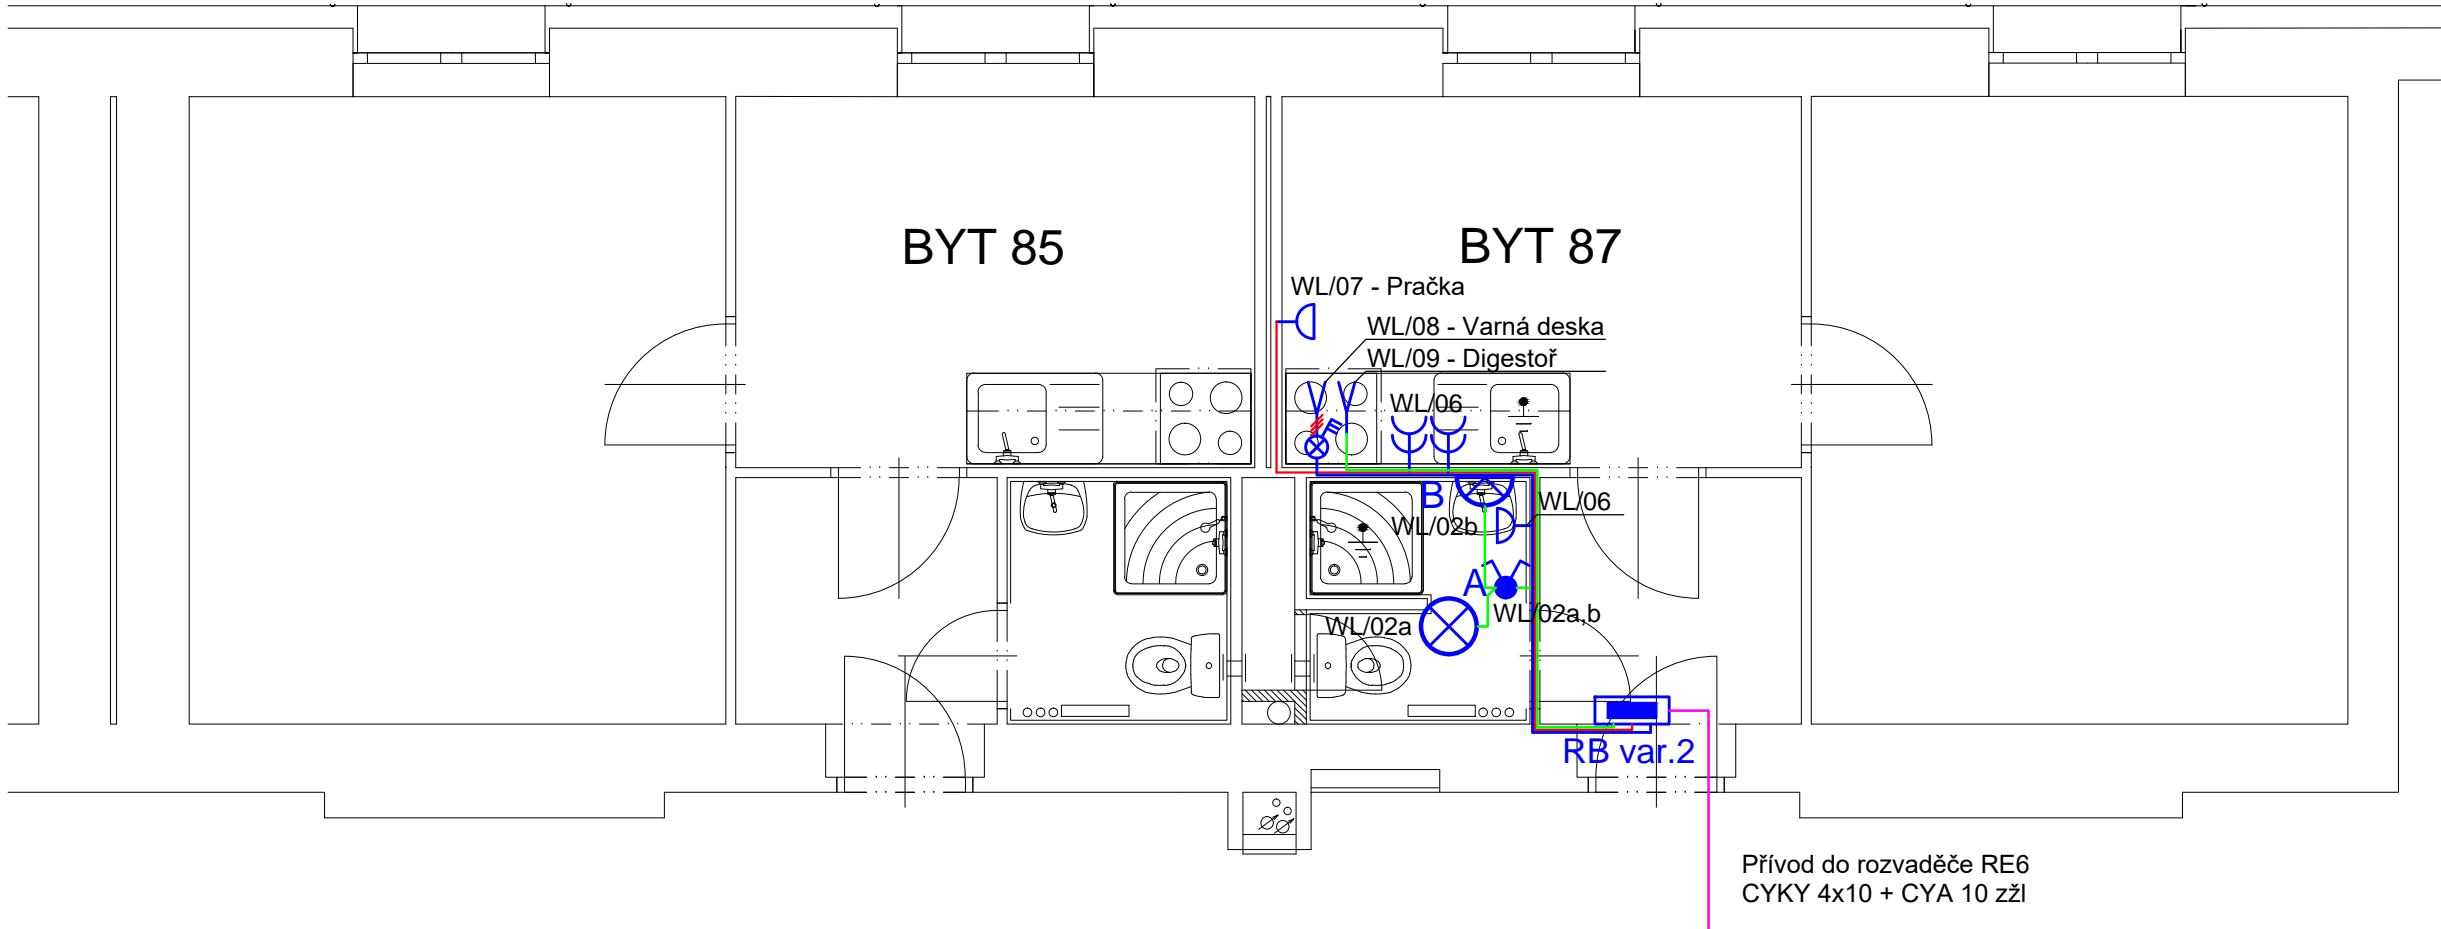 BYT 85
BYT 87
WL/07 - Pračka
WL/08 - Varná deska
WL/09 - Digestoř
WL/06
B
WL/06
WL/02b
A
WL/02a,b
WL/02a
RB var.2
Přívod do rozvaděče RE6
CYKY 4x10 + CYA 10 zžl